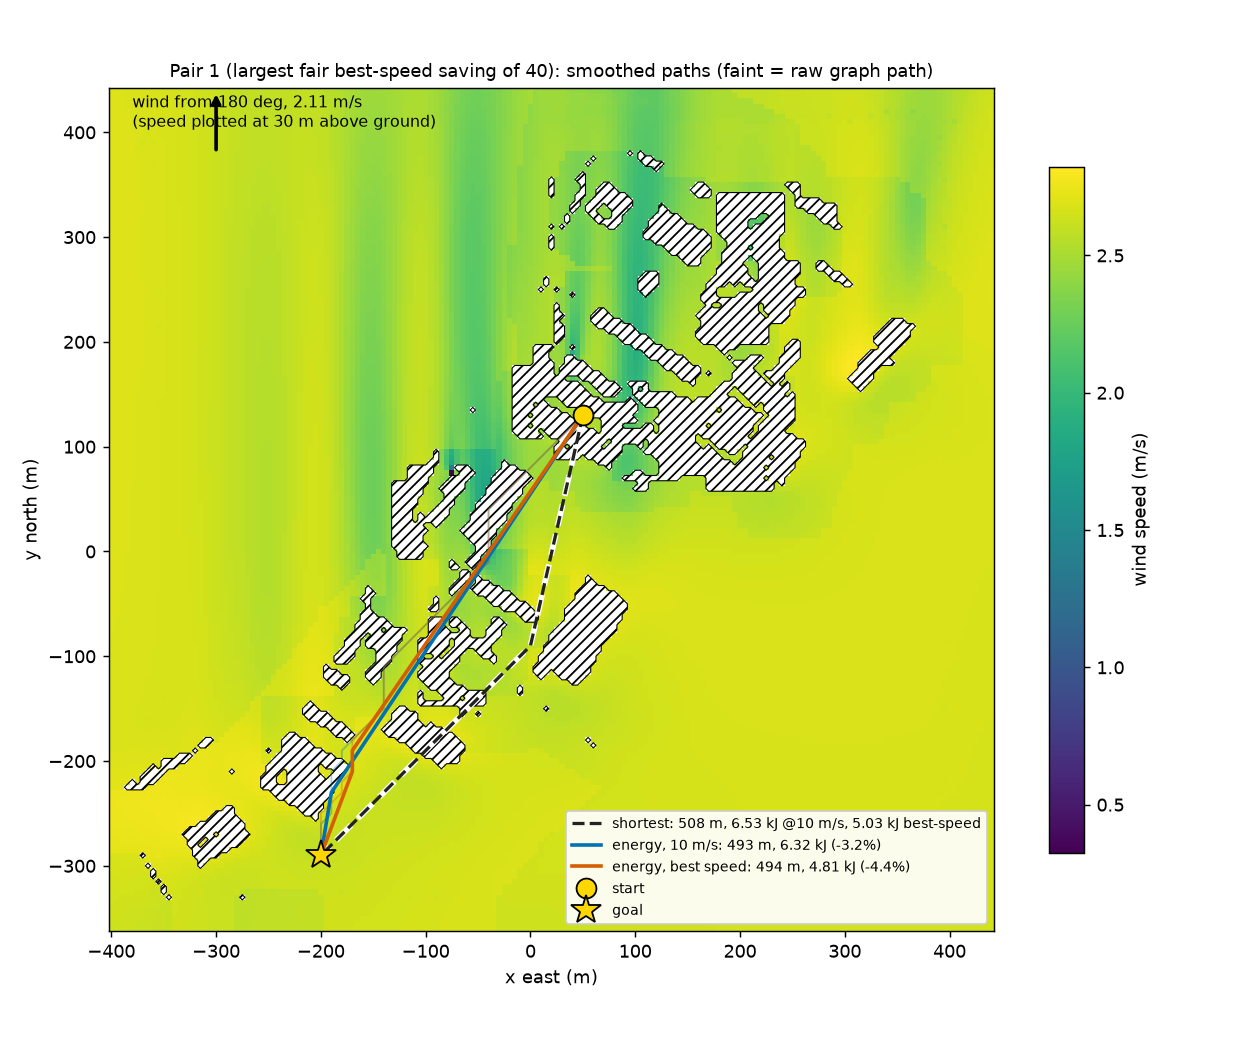 Pair 1 (largest fair best-speed saving of 40): smoothed paths (faint = raw graph path)
wind from 180 deg, 2.11 m/s
(speed plotted at 30 m above ground)
y north (m)
400
300
200
100
0
−100
−200
−300
−400
−300
−200
−100
0
100
200
300
400
x east (m)
shortest: 508 m, 6.53 kJ @10 m/s, 5.03 kJ best-speed
energy, 10 m/s: 493 m, 6.32 kJ (-3.2%)
energy, best speed: 494 m, 4.81 kJ (-4.4%)
start
goal
2.5
2.0
1.5
1.0
0.5
wind speed (m/s)